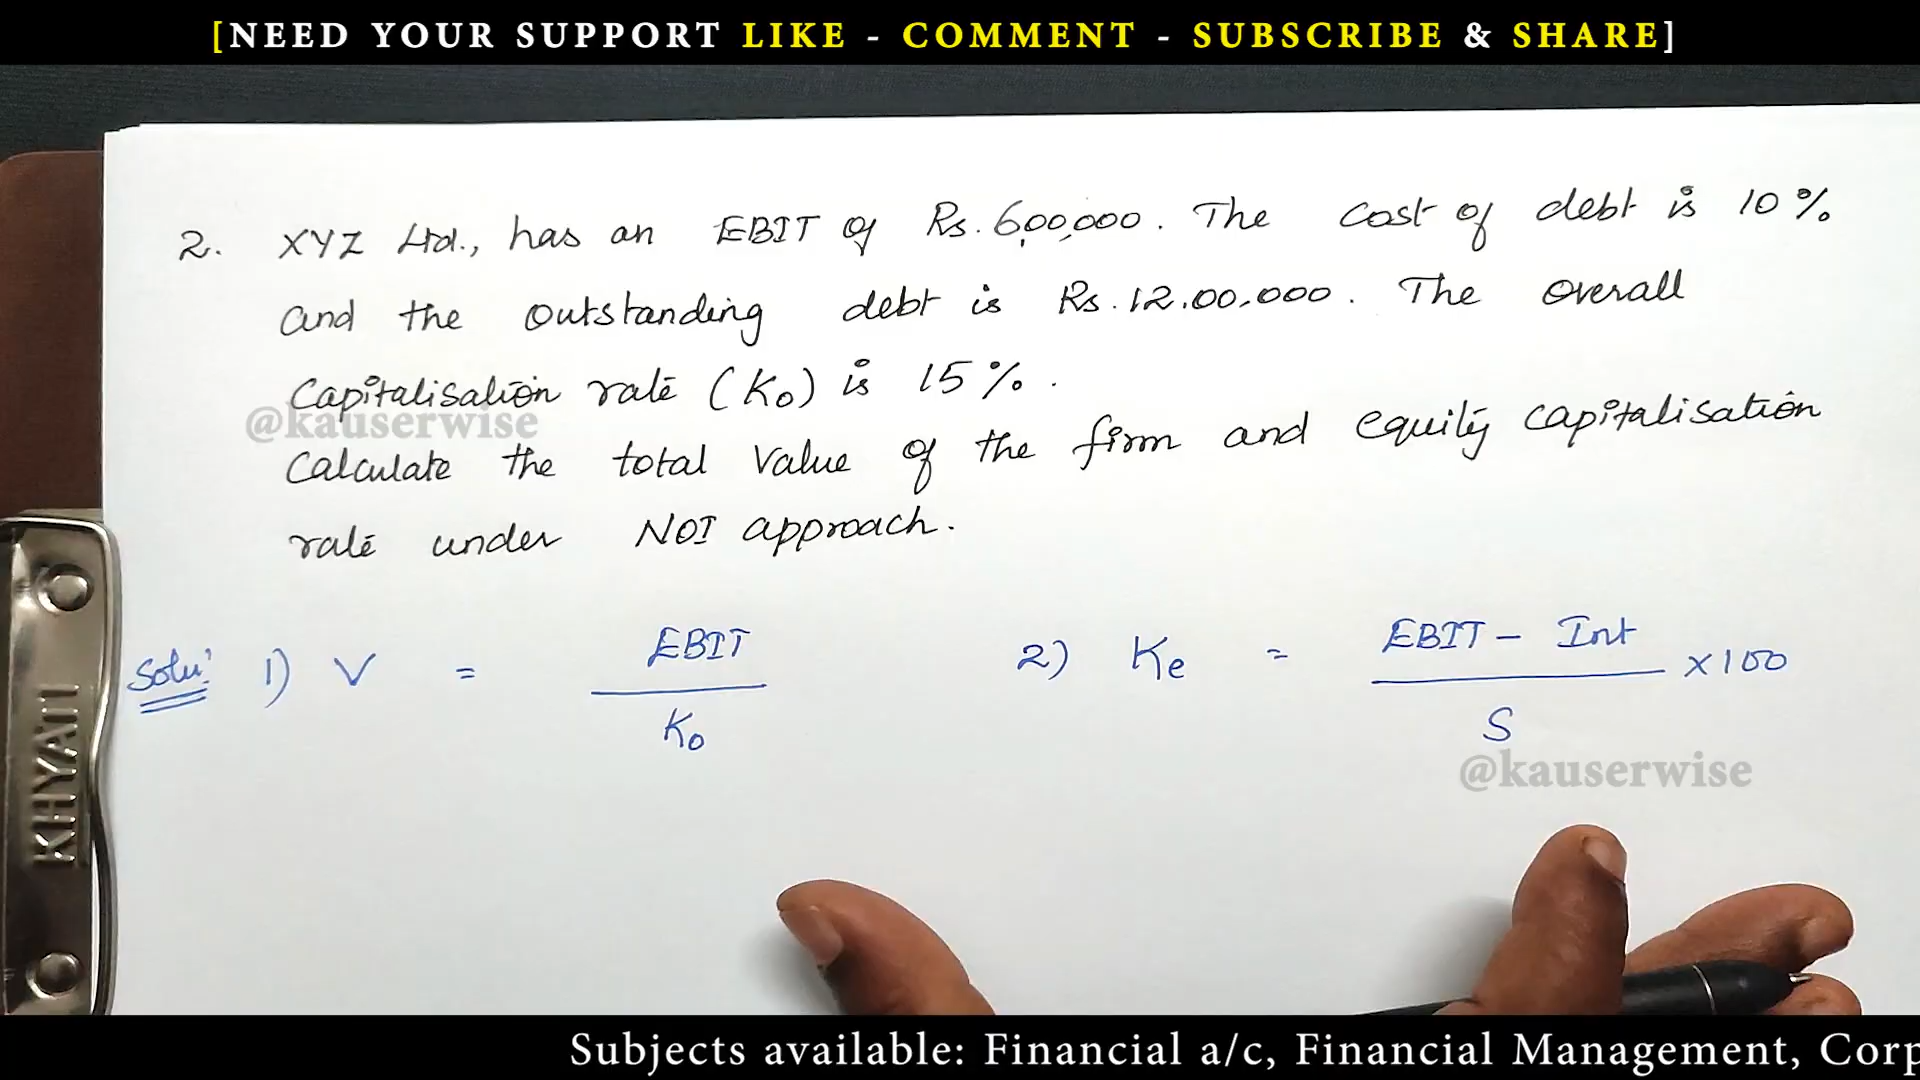 [NEED YOUR SUPPORT LIKE - COMMENT - SUBSCRIBE & SHARE]
2. XYZ Ltd., has an EBIT of Rs. 6,00,000. The cost of debt is 10%
and the outstanding debt is Rs. 12,00,000. The overall
Capitalisation rate (Ko) is 15%.
@kauserwise
Calculate the total value of the firm and equity capitalisation
rate under NOI approach.
Solu: 1) V = EBIT / Ko
2) Ke = EBIT - Int / S x 100
@kauserwise
KHYATI
Subjects available: Financial a/c, Financial Management, Corp